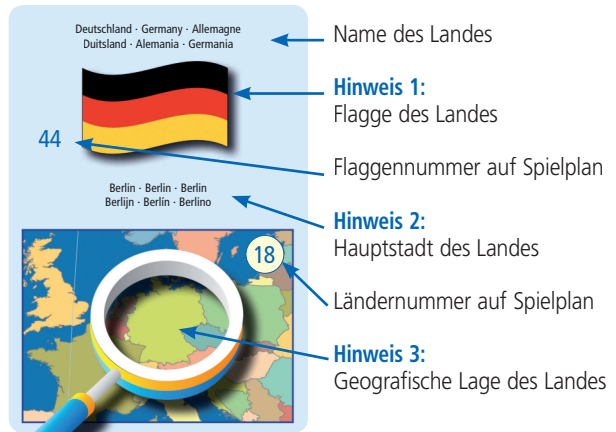 Deutschland · Germany · Allemagne
Duitsland · Alemania · Germania
44
Berlin · Berlin · Berlin
Berlijn · Berlín · Berlino
18
Name des Landes
Hinweis 1:
Flagge des Landes
Flaggennummer auf Spielplan
Hinweis 2:
Hauptstadt des Landes
Ländernummer auf Spielplan
Hinweis 3:
Geografische Lage des Landes